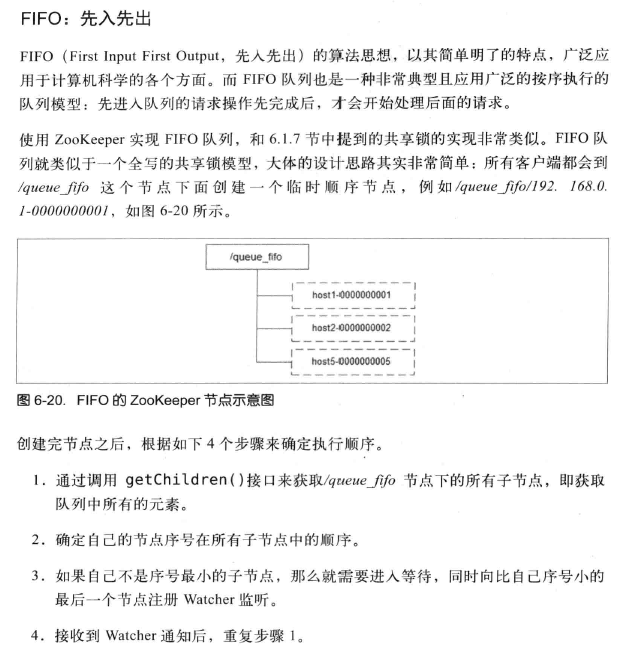 FIFO：先入先出
FIFO（First Input First Output，先入先出）的算法思想，以其简单明了的特点，广泛应
用于计算机科学的各个方面。而 FIFO 队列也是一种非常典型且应用广泛的按序执行的
队列模型：先进入队列的请求操作先完成后，才会开始处理后面的请求。
使用 ZooKeeper 实现 FIFO 队列，和 6.1.7 节中提到的共享锁的实现非常类似。FIFO 队
列就类似于一个全写的共享锁模型，大体的设计思路其实非常简单：所有客户端都会到
/queue_fifo 这个节点下面创建一个临时顺序节点，例如/queue_fifo/192. 168.0.
1-0000000001，如图 6-20 所示。
/queue_fifo
host1-0000000001
host2-0000000002
host5-0000000005
图 6-20. FIFO 的 ZooKeeper 节点示意图
创建完节点之后，根据如下 4 个步骤来确定执行顺序。
1．通过调用 getChildren()接口来获取/queue_fifo 节点下的所有子节点，即获取
队列中所有的元素。
2．确定自己的节点序号在所有子节点中的顺序。
3．如果自己不是序号最小的子节点，那么就需要进入等待，同时向比自己序号小的
最后一个节点注册 Watcher 监听。
4．接收到 Watcher 通知后，重复步骤 1。